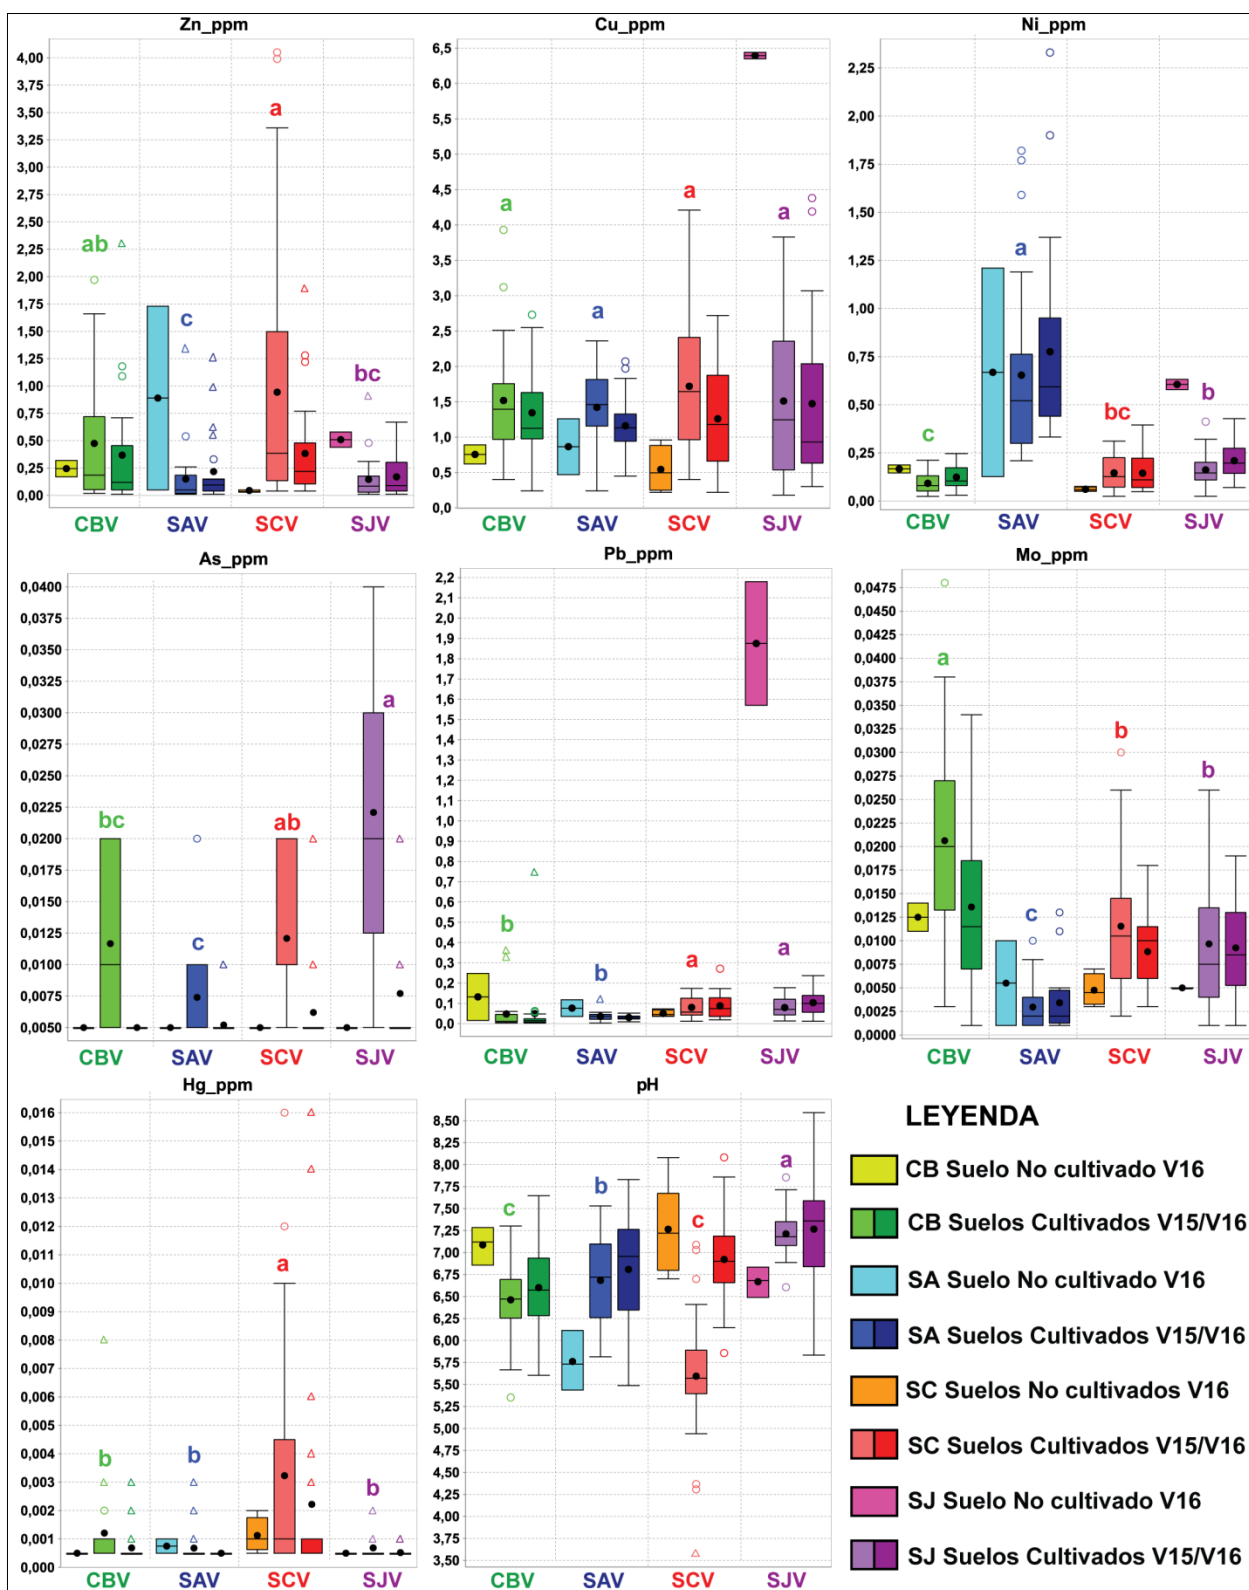 Zn_ppm
4,00
3,75
3,50
3,25
3,00
2,75
2,50
2,25
2,00
1,75
1,50
1,25
1,00
0,75
0,50
0,25
0,00
ab
c
a
bc
CBV SAV SCV SJV
Cu_ppm
6,5
6,0
5,5
5,0
4,5
4,0
3,5
3,0
2,5
2,0
1,5
1,0
0,5
0,0
a
a
a
a
CBV SAV SCV SJV
Ni_ppm
2,25
2,00
1,75
1,50
1,25
1,00
0,75
0,50
0,25
0,00
c
a
bc
b
CBV SAV SCV SJV
As_ppm
0,0400
0,0375
0,0350
0,0325
0,0300
0,0275
0,0250
0,0225
0,0200
0,0175
0,0150
0,0125
0,0100
0,0075
0,0050
bc
c
ab
a
CBV SAV SCV SJV
Pb_ppm
2,2
2,1
2,0
1,9
1,8
1,7
1,6
1,5
1,4
1,3
1,2
1,1
1,0
0,9
0,8
0,7
0,6
0,5
0,4
0,3
0,2
0,1
0,0
b
b
a
a
CBV SAV SCV SJV
Mo_ppm
0,0475
0,0450
0,0425
0,0400
0,0375
0,0350
0,0325
0,0300
0,0275
0,0250
0,0225
0,0200
0,0175
0,0150
0,0125
0,0100
0,0075
0,0050
0,0025
0,0000
a
c
b
b
CBV SAV SCV SJV
Hg_ppm
0,016
0,014
0,013
0,012
0,011
0,010
0,009
0,008
0,007
0,006
0,005
0,004
0,003
0,002
0,001
0,000
b
b
a
b
CBV SAV SCV SJV
pH
8,50
8,25
8,00
7,75
7,50
7,25
7,00
6,75
6,50
6,25
6,00
5,75
5,50
5,25
5,00
4,75
4,50
4,25
4,00
3,75
3,50
c
b
c
a
CBV SAV SCV SJV
LEYENDA
CB Suelo No cultivado V16
CB Suelos Cultivados V15/V16
SA Suelo No cultivado V16
SA Suelos Cultivados V15/V16
SC Suelos No cultivados V16
SC Suelos Cultivados V15/V16
SJ Suelo No cultivado V16
SJ Suelos Cultivados V15/V16